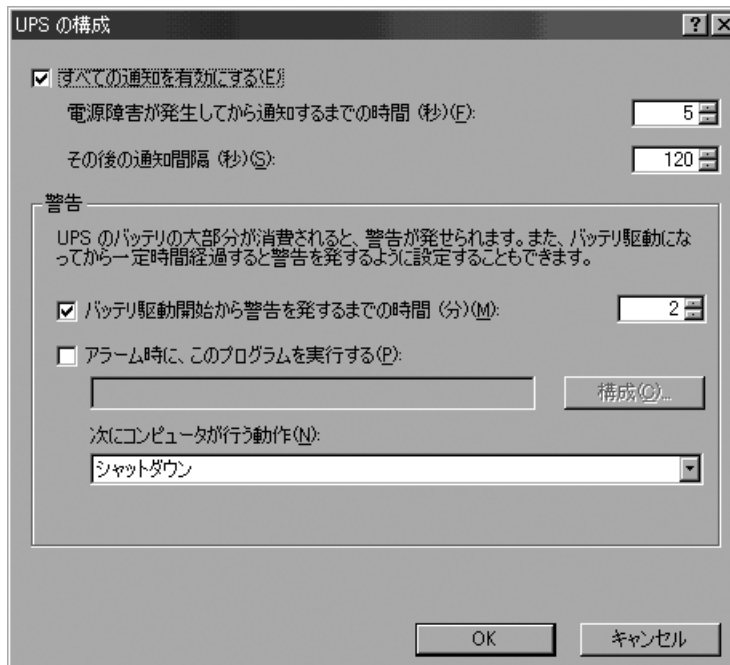 UPS の構成
すべての通知を有効にする(E)
電源障害が発生してから通知するまでの時間 (秒)(F):
5
その後の通知間隔 (秒)(S):
120
警告
UPS のバッテリの大部分が消費されると、警告が発せられます。また、バッテリ駆動にな
ってから一定時間経過すると警告を発するように設定することもできます。
バッテリ駆動開始から警告を発するまでの時間 (分)(M):
2
アラーム時に、このプログラムを実行する(P):
構成(C)...
次にコンピュータが行う動作(N):
シャットダウン
OK
キャンセル